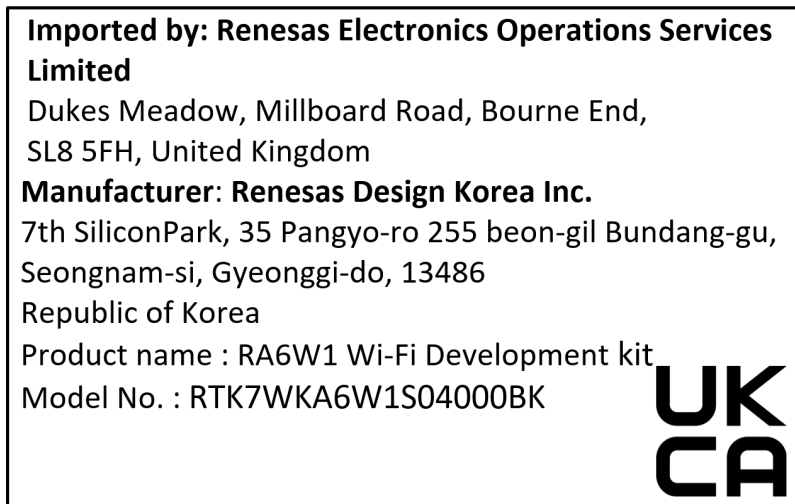 Imported by: Renesas Electronics Operations Services
Limited
Dukes Meadow, Millboard Road, Bourne End,
SL8 5FH, United Kingdom
Manufacturer: Renesas Design Korea Inc.
7th SiliconPark, 35 Pangyo-ro 255 beon-gil Bundang-gu,
Seongnam-si, Gyeonggi-do, 13486
Republic of Korea
Product name : RA6W1 Wi-Fi Development kit
Model No. : RTK7WKA6W1S04000BK
UK
CA